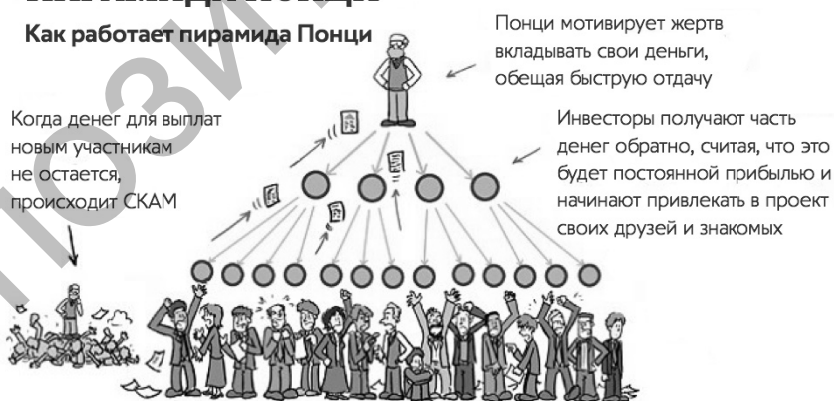 Как работает пирамида Понци
Понци мотивирует жертв
вкладывать свои деньги,
обещая быструю отдачу
Когда денег для выплат
новым участникам
не остается,
происходит СКАМ
Инвесторы получают часть
денег обратно, считая, что это
будет постоянной прибылью и
начинают привлекать в проект
своих друзей и знакомых